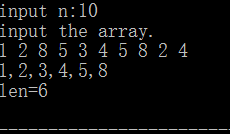 input n:10
input the array.
1 2 8 5 3 4 5 8 2 4
1,2,3,4,5,8
len=6
--------------------------------